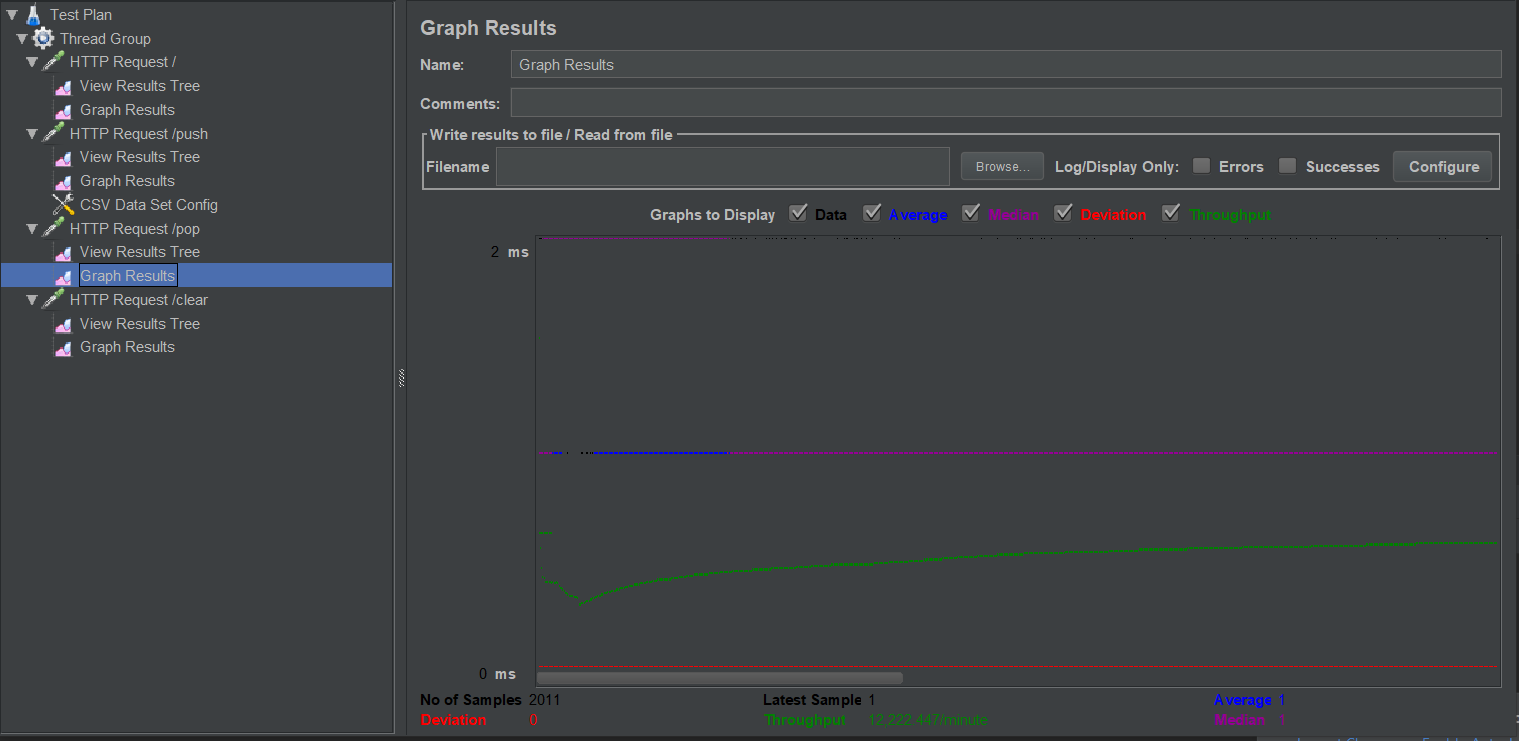 Test Plan
Thread Group
HTTP Request /
View Results Tree
Graph Results
HTTP Request /push
View Results Tree
Graph Results
CSV Data Set Config
HTTP Request /pop
View Results Tree
Graph Results
HTTP Request /clear
View Results Tree
Graph Results
Graph Results
Name: Graph Results
Comments:
Write results to file / Read from file
Filename Browse... Log/Display Only: Errors Successes Configure
Graphs to Display Data Average Median Deviation Throughput
2 ms
0 ms
No of Samples 2011 Latest Sample 1 Average 1
Deviation 0 Throughput 12,222.447/minute Median 1